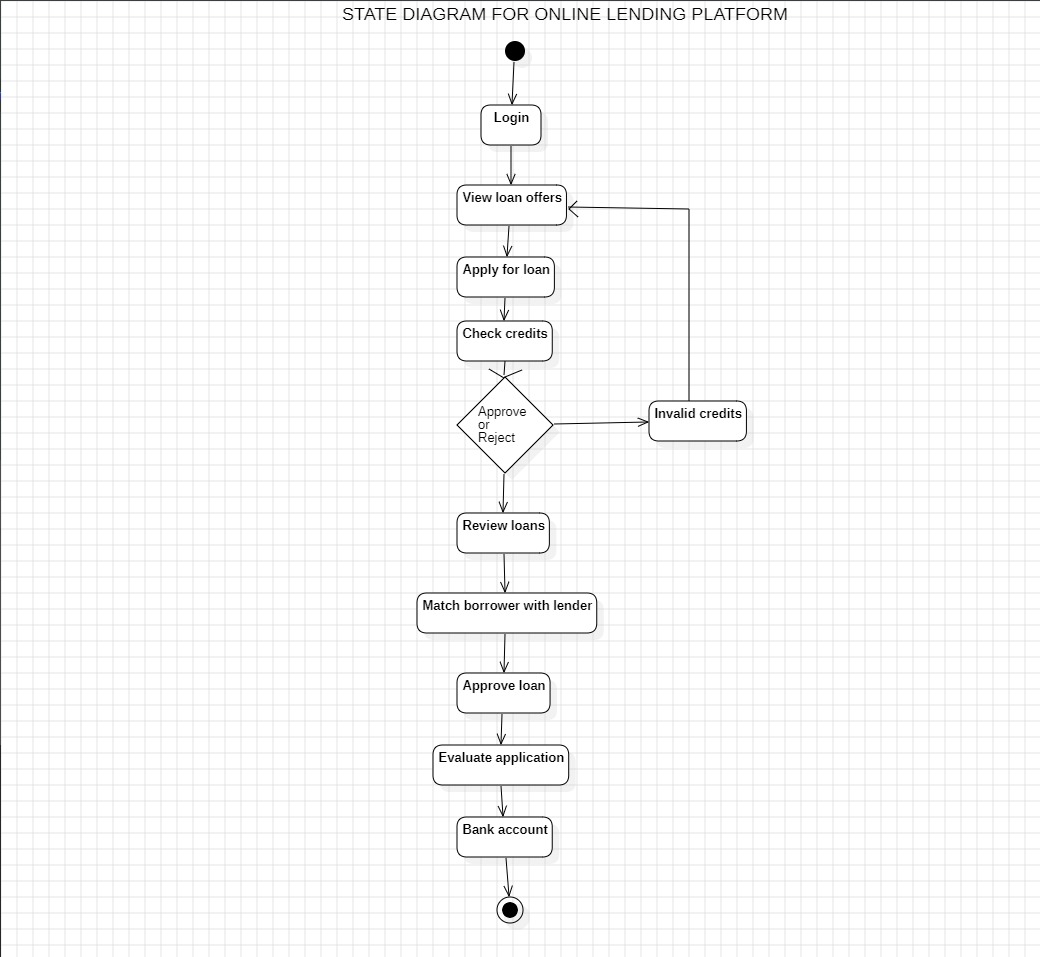 STATE DIAGRAM FOR ONLINE LENDING PLATFORM
Login
View loan offers
Apply for loan
Check credits
Approve
or
Reject
Invalid credits
Review loans
Match borrower with lender
Approve loan
Evaluate application
Bank account